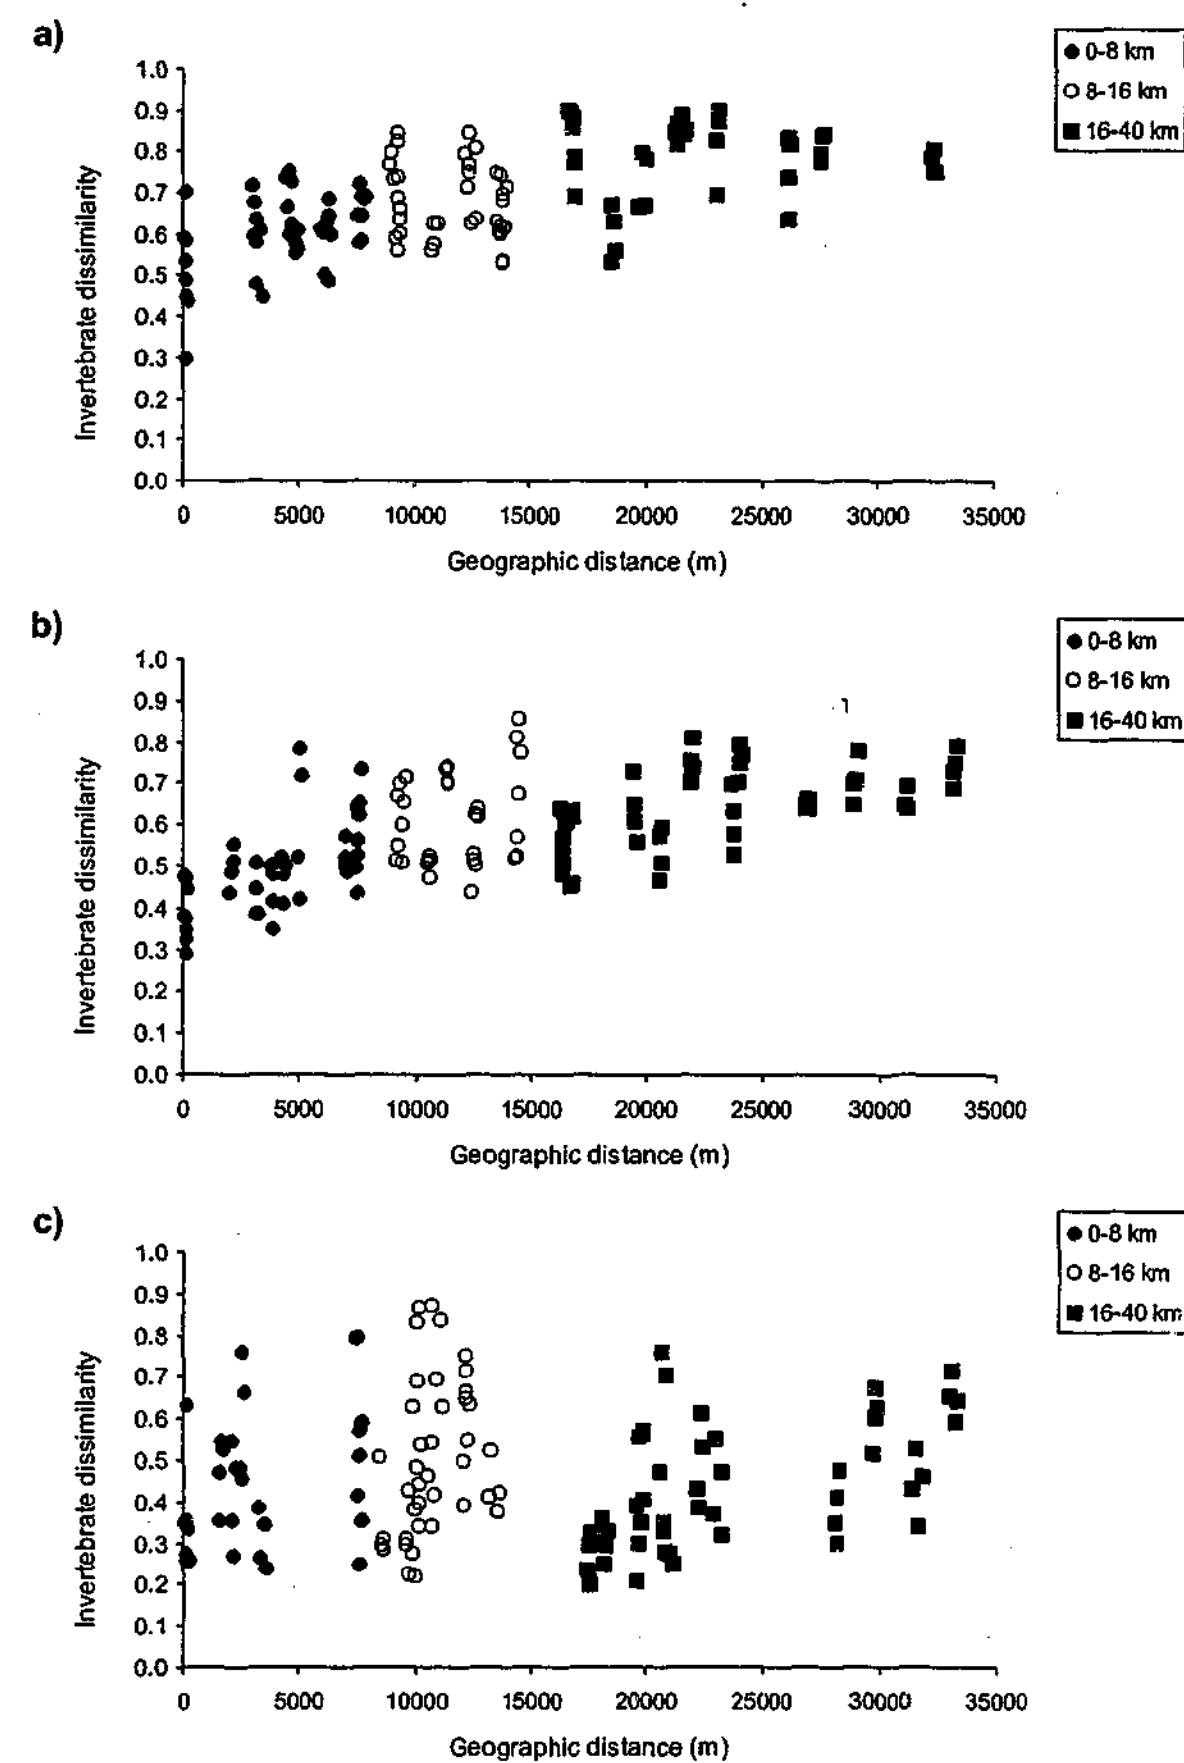 a)
0-8 km
8-16 km
16-40 km
1.0
0.9
0.8
0.7
0.6
0.5
0.4
0.3
0.2
0.1
0.0
Invertebrate dissimilarity
0 5000 10000 15000 20000 25000 30000 35000
Geographic distance (m)
b)
0-8 km
8-16 km
16-40 km
1.0
0.9
0.8
0.7
0.6
0.5
0.4
0.3
0.2
0.1
0.0
Invertebrate dissimilarity
0 5000 10000 15000 20000 25000 30000 35000
Geographic distance (m)
c)
0-8 km
8-16 km
16-40 km
1.0
0.9
0.8
0.7
0.6
0.5
0.4
0.3
0.2
0.1
0.0
Invertebrate dissimilarity
0 5000 10000 15000 20000 25000 30000 35000
Geographic distance (m)